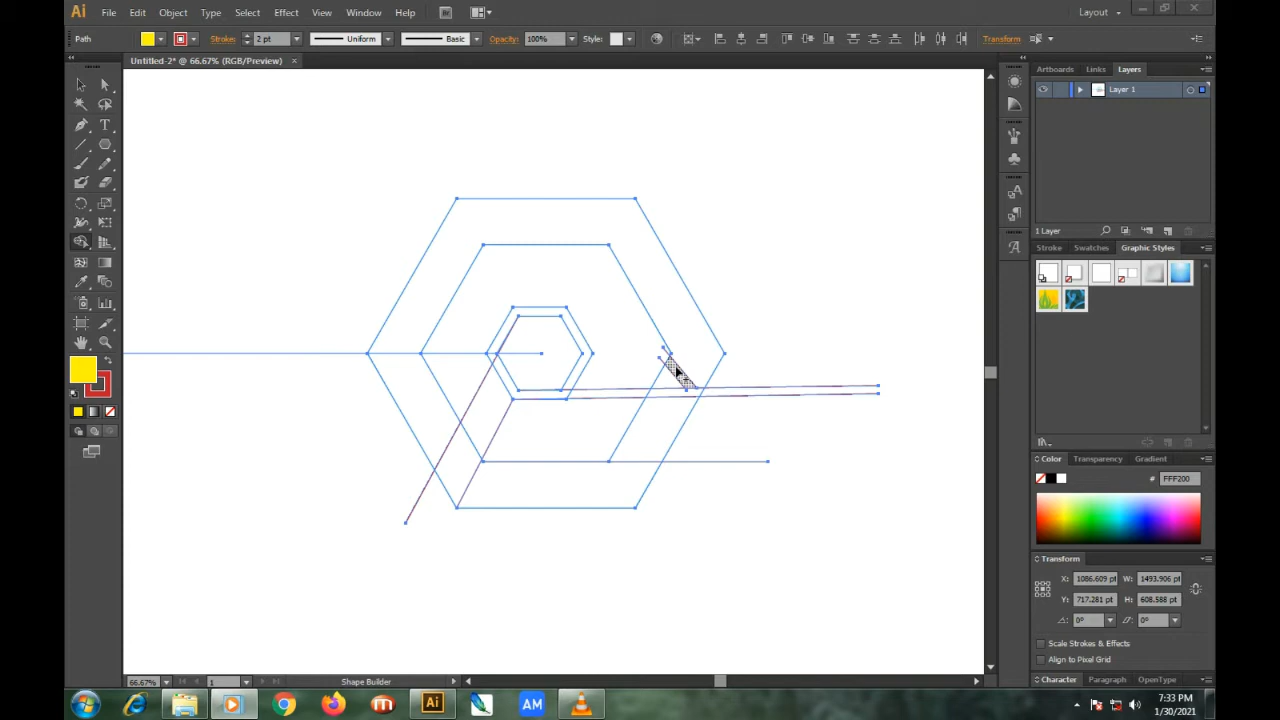 Ai File Edit Object Type Select Effect View Window Help Br Layout
Path Stroke: 2 pt Uniform Basic Opacity: 100% Style: Transform
Untitled-2* @ 66.67% (RGB/Preview) ×
Artboards Links Layers
Layer 1
1 Layer
Stroke Swatches Graphic Styles
Color Transparency Gradient
# FFF200
Transform
X: 1086.609 pt W: 1493.906 pt
Y: 717.281 pt H: 608.588 pt
0° 0°
Scale Strokes & Effects
Align to Pixel Grid
Character Paragraph OpenType
66.67% 1 Shape Builder
Ai AM
7:33 PM
1/30/2021